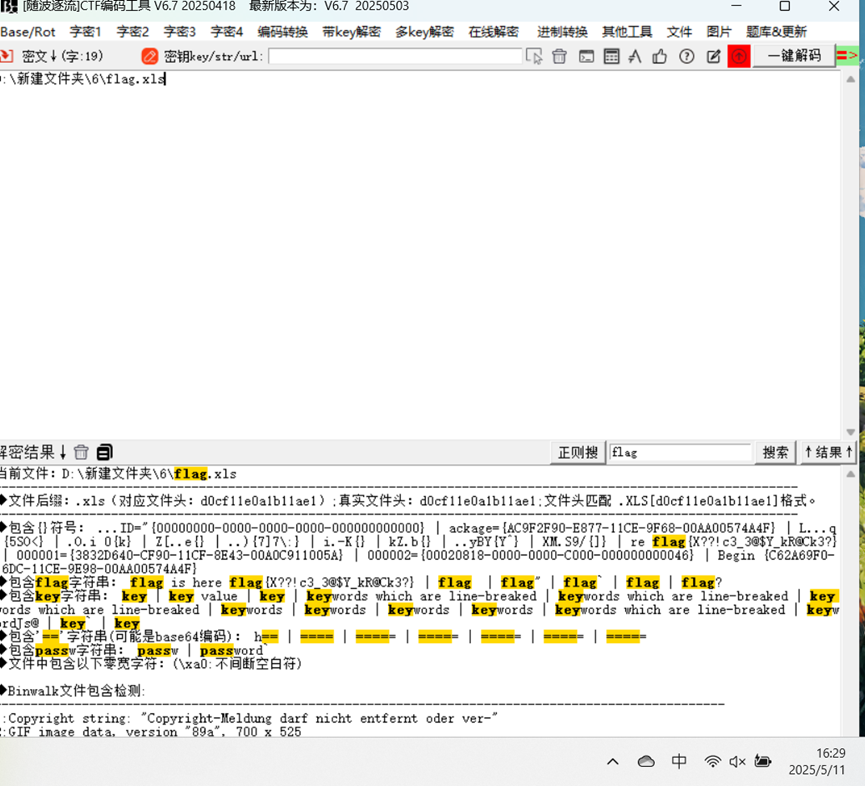 [随波逐流]CTF编码工具 V6.7 20250418 最新版本为: V6.7 20250503
Base/Rot 字密1 字密2 字密3 字密4 编码转换 带key解密 多key解密 在线解密 进制转换 其他工具 文件 图片 题库&更新
密文↓(字:19) 密钥key/str/url: 一键解码 =>
:\新建文件夹\6\flag.xls
解密结果↓ 正则搜 flag 搜索 ↑结果↑
当前文件: D:\新建文件夹\6\flag.xls
◆文件后缀: .xls (对应文件头: d0cf11e0a1b11ae1) ;真实文件头: d0cf11e0a1b11ae1;文件头匹配 .XLS[d0cf11e0a1b11ae1]格式。
◆包含{}符号: ...ID="{00000000-0000-0000-0000-000000000000} | ackage={AC9F2F90-E877-11CE-9F68-00AA00574A4F} | L...q
{5SO<} | .O.i 0{k} | Z[..e{} | ..){7]7\:} | i.-K{} | kZ.b{} | ..yBY{Y^} | XM.S9/{]} | re flag{X??!c3_3@$Y_kR@Ck3?}
| 000001={3832D640-CF90-11CF-8E43-00A0C911005A} | 000002={00020818-0000-0000-C000-000000000046} | Begin {C62A69F0-
6DC-11CE-9E98-00AA00574A4F}
◆包含flag字符串: flag is here flag{X??!c3_3@$Y_kR@Ck3?} | flag | flag" | flag` | flag | flag?
◆包含key字符串: key | key value | key | keywords which are line-breaked | keywords which are line-breaked | key
ords which are line-breaked | keywords | keywords | keywords | keywords | keywords which are line-breaked | keyw
ordJs@ | key` | key
◆包含'=='字符串(可能是base64编码): h== | ==== | ===== | ===== | ===== | ===== | =====
◆包含passw字符串: passw | password`
◆文件中包含以下零宽字符: (\xa0:不间断空白符)
◆Binwalk文件包含检测:
:Copyright string: "Copyright-Meldung darf nicht entfernt oder ver-"
:GIF image data, version "89a", 700 x 525
中
16:29
2025/5/11